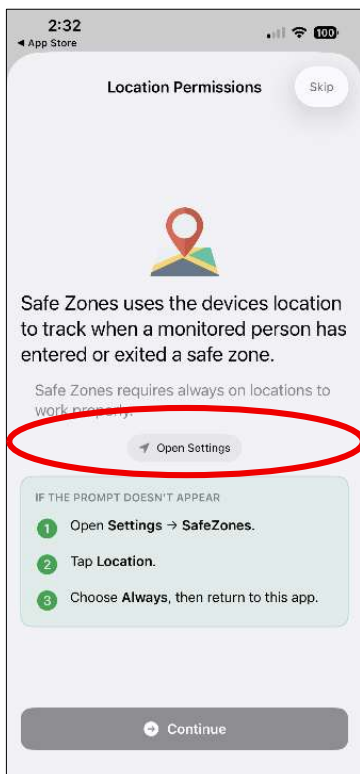 2:32
100
◀ App Store
Location Permissions
Skip
Safe Zones uses the devices location
to track when a monitored person has
entered or exited a safe zone.
Safe Zones requires always on locations to
work properly.
Open Settings
IF THE PROMPT DOESN'T APPEAR
1 Open Settings → SafeZones.
2 Tap Location.
3 Choose Always, then return to this app.
Continue